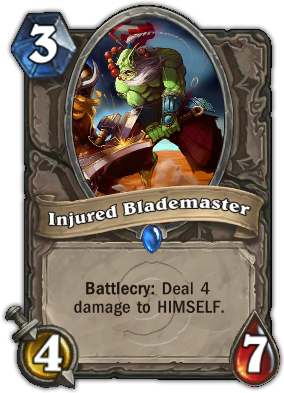 3
Injured Blademaster
Battlecry: Deal 4
damage to HIMSELF.
4 7